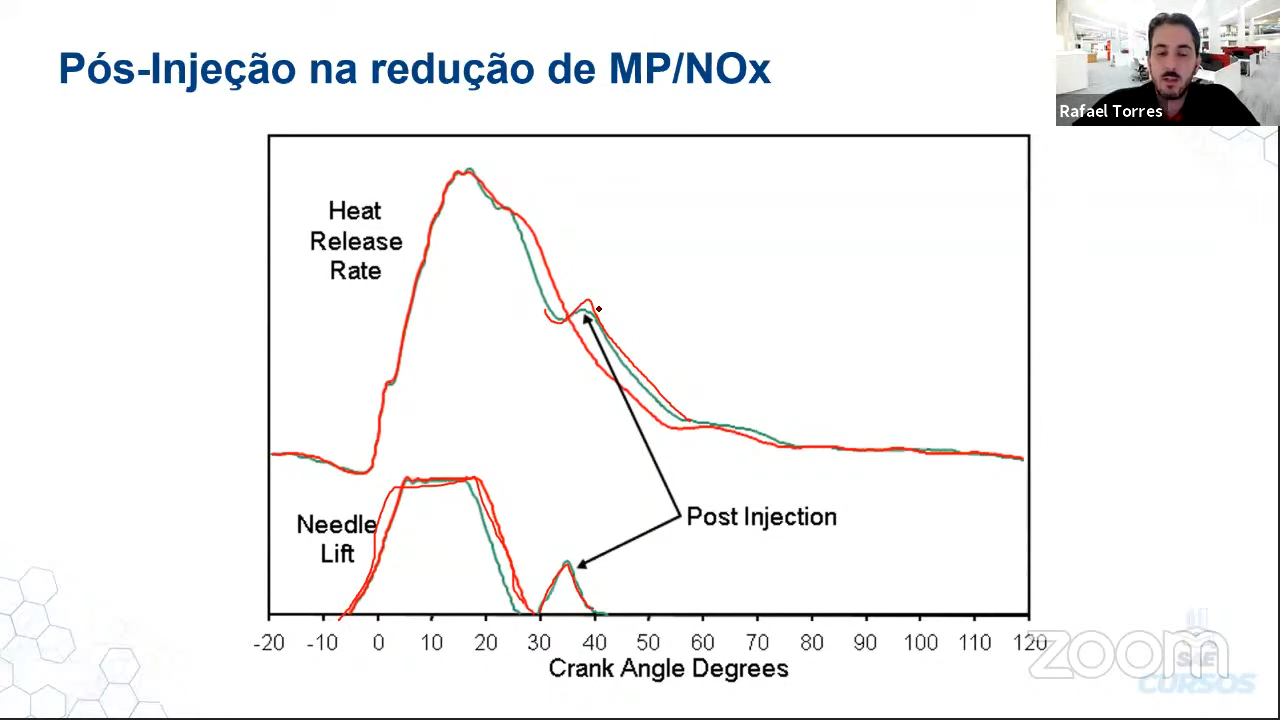 Pós-Injeção na redução de MP/NOx
Rafael Torres
Heat
Release
Rate
Needle
Lift
Post Injection
-20 -10 0 10 20 30 40 50 60 70 80 90 100 110 120
Crank Angle Degrees
zoom
SAE
CURSOS